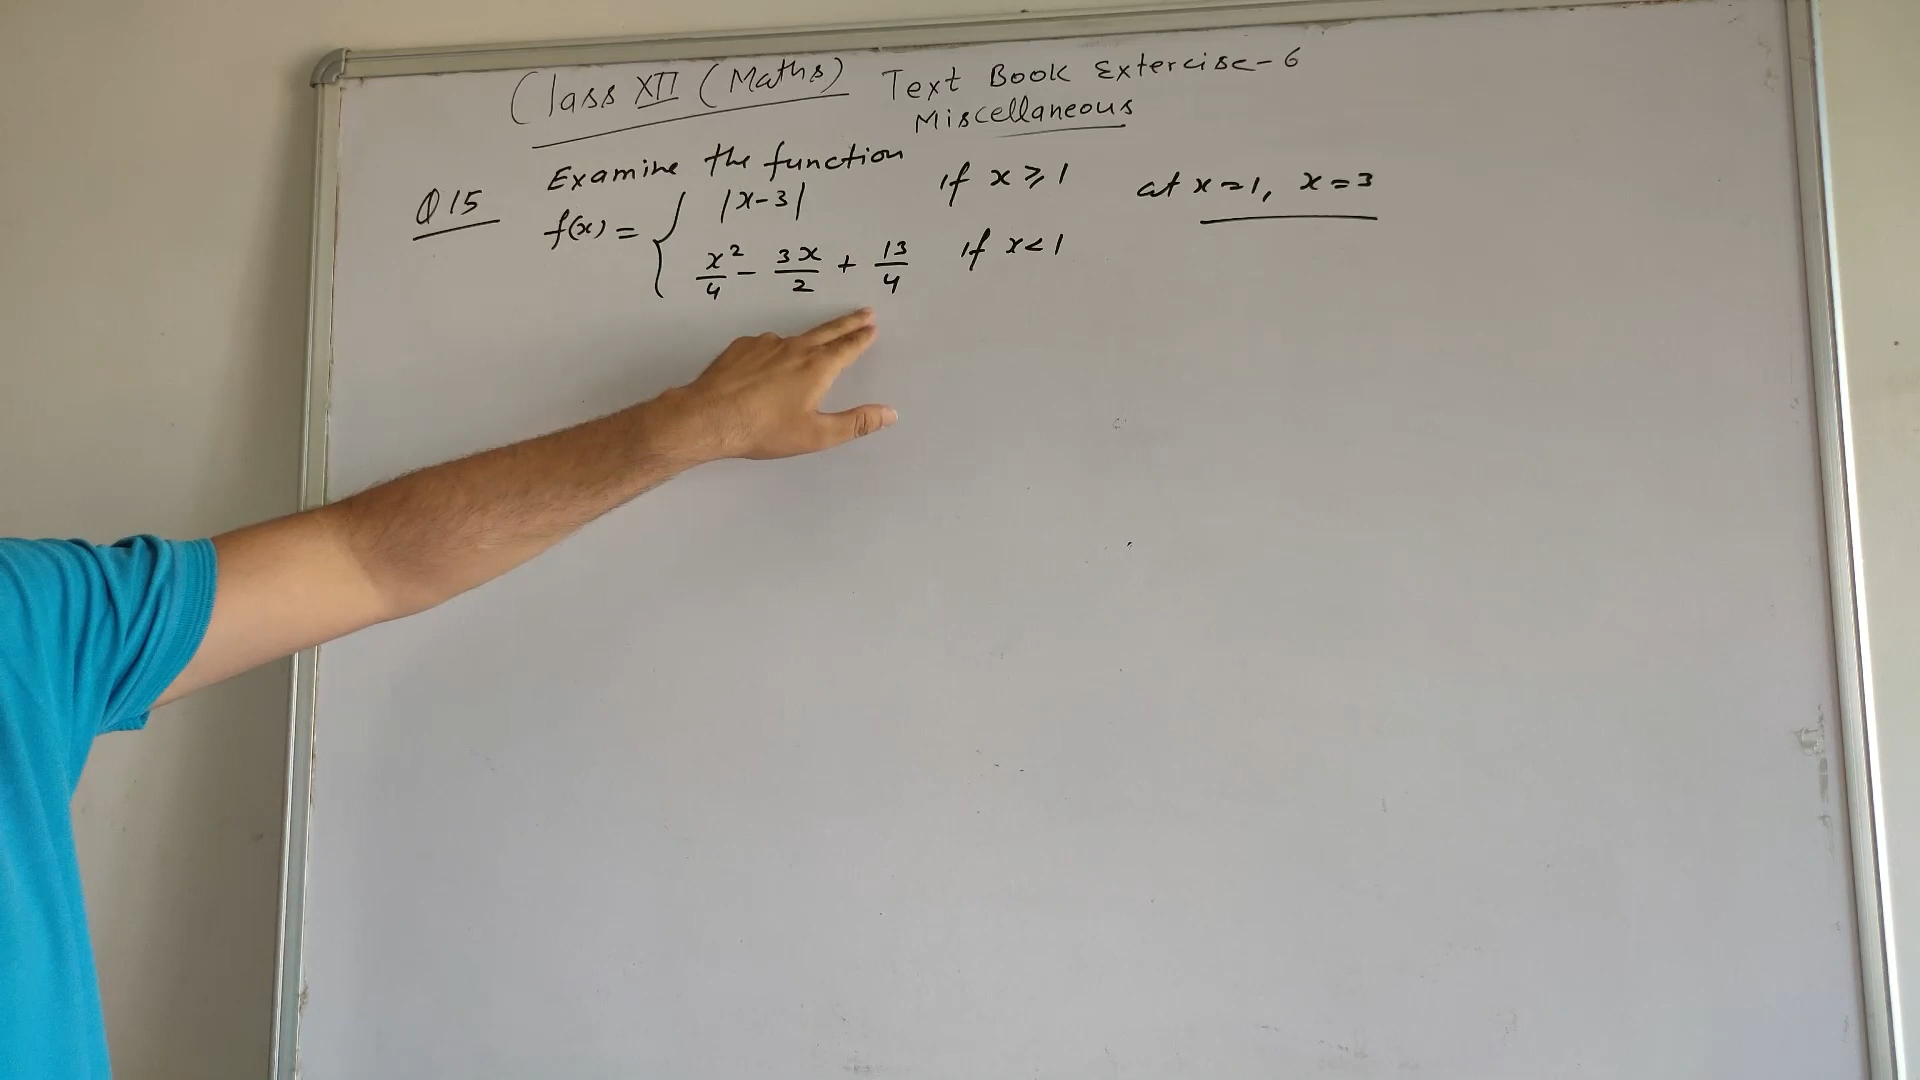 Class XII (Maths) Text Book Extercise-6
Miscellaneous
Q15 Examine the function
f(x) = { |x-3| if x ⩾ 1 at x=1, x=3
x²/4 - 3x/2 + 13/4 if x<1